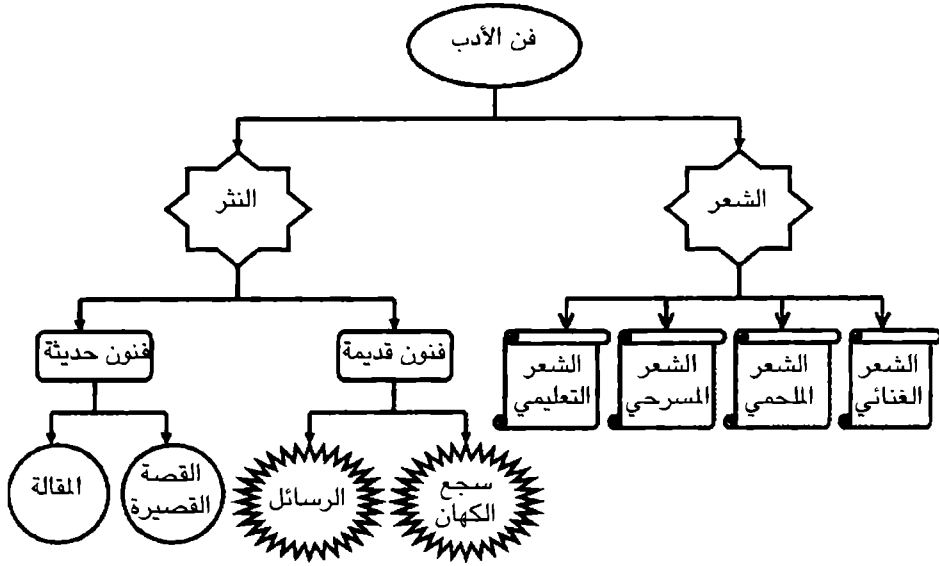 فن الأدب
الشعر
النثر
الشعر
الغنائي
الشعر
الملحمي
الشعر
المسرحي
الشعر
التعليمي
فنون قديمة
فنون حديثة
سجع
الكهان
الرسائل
القصة
القصيرة
المقالة